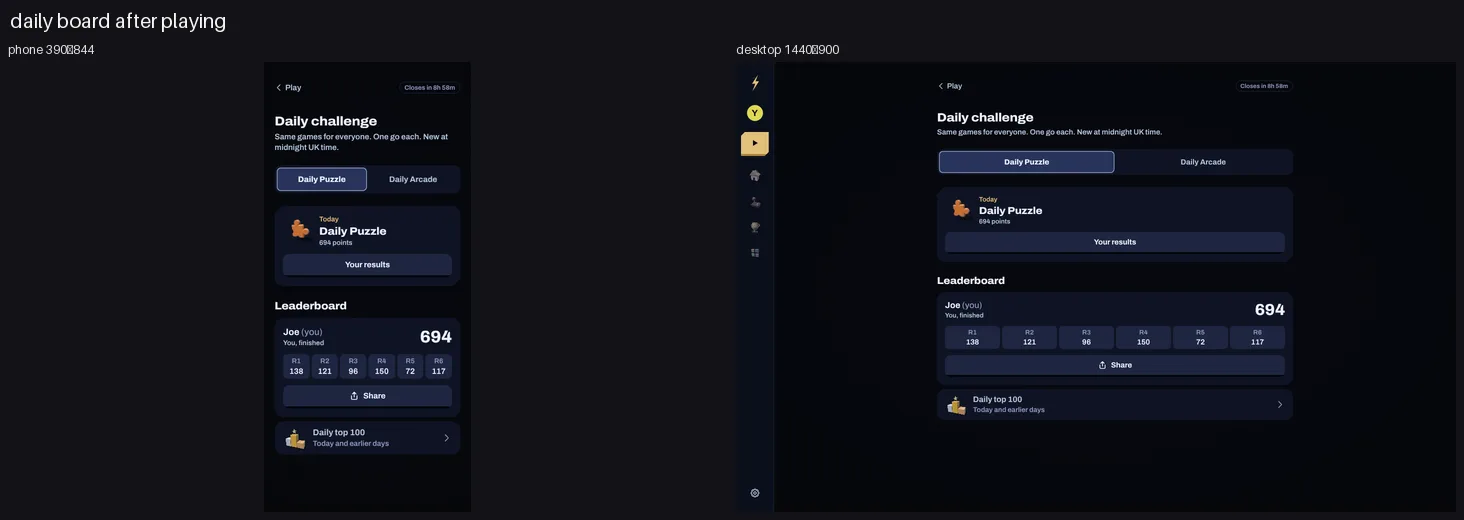 daily board after playing
phone 390▯844
desktop 1440▯900
Play
Closes in 8h 58m
Daily challenge
Same games for everyone. One go each. New at
midnight UK time.
Daily Puzzle
Daily Arcade
Today
Daily Puzzle
694 points
Your results
Leaderboard
Joe (you)
You, finished
694
R1 R2 R3 R4 R5 R6
138 121 96 150 72 117
Share
Daily top 100
Today and earlier days
Y
Play
Closes in 8h 58m
Daily challenge
Same games for everyone. One go each. New at midnight UK time.
Daily Puzzle
Daily Arcade
Today
Daily Puzzle
694 points
Your results
Leaderboard
Joe (you)
You, finished
694
R1 R2 R3 R4 R5 R6
138 121 96 150 72 117
Share
Daily top 100
Today and earlier days